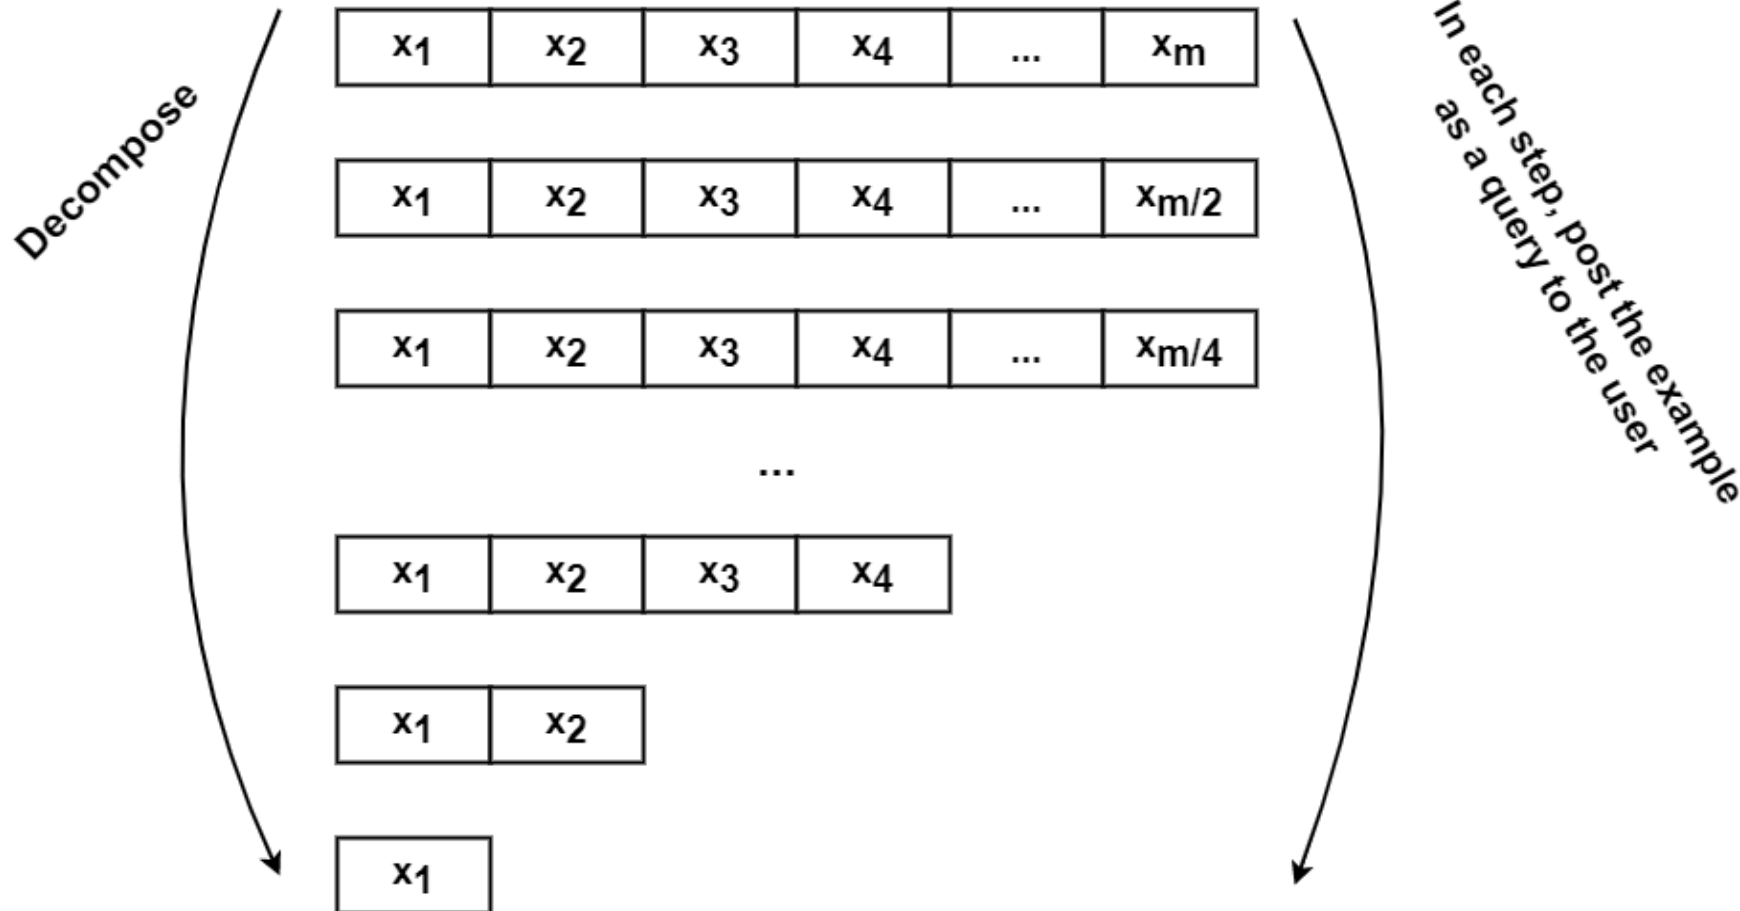 Decompose
x1 x2 x3 x4 ... xm
x1 x2 x3 x4 ... xm/2
x1 x2 x3 x4 ... xm/4
...
x1 x2 x3 x4
x1 x2
x1
In each step, post the example
as a query to the user